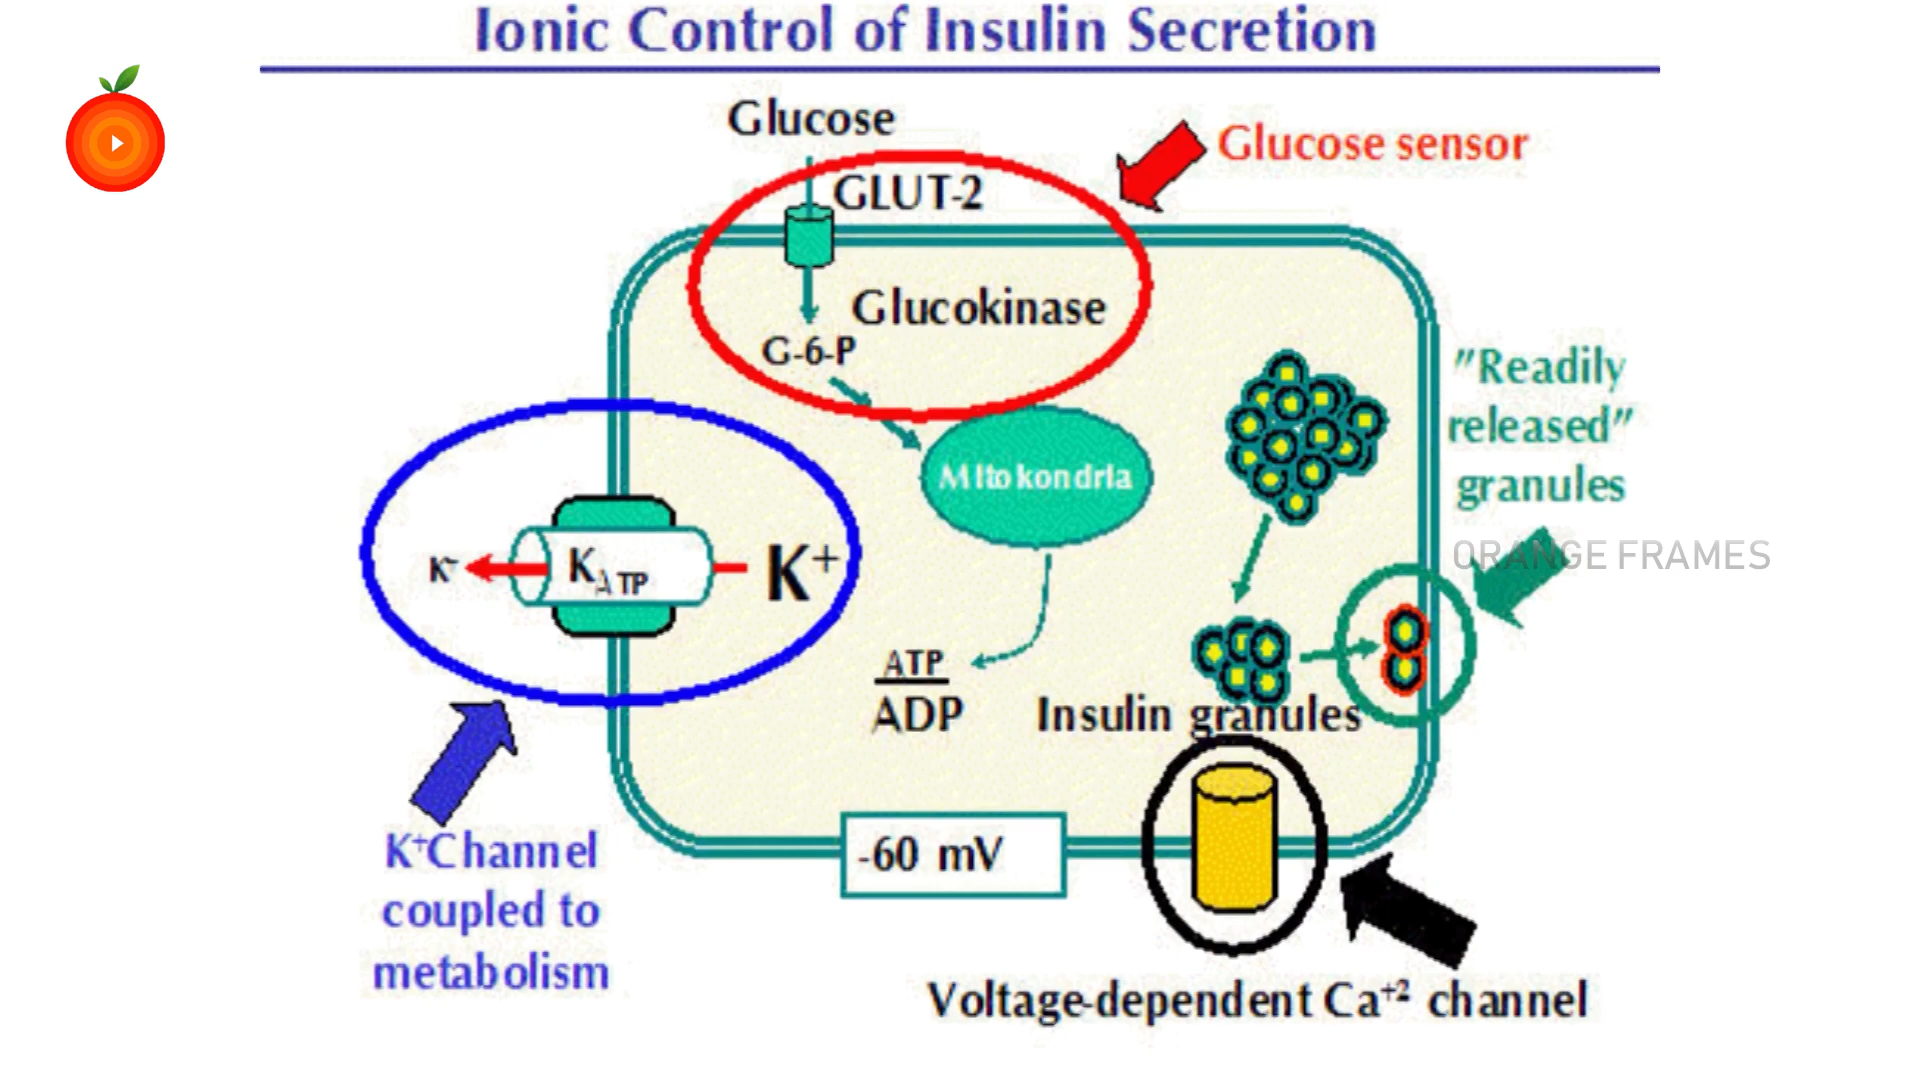 Ionic Control of Insulin Secretion
Glucose
Glucose sensor
GLUT-2
Glucokinase
G-6-P
"Readily
released"
granules
Mitokondria
ORANGE FRAMES
K+
K ATP
K+
ATP
ADP
Insulin granules
-60 mV
K+Channel
coupled to
metabolism
Voltage-dependent Ca+2 channel